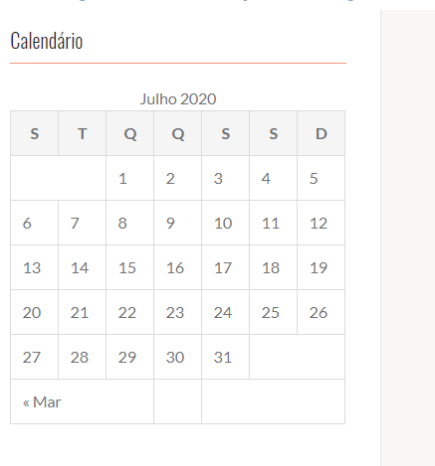 Calendário
Julho 2020
S T Q Q S S D
1 2 3 4 5
6 7 8 9 10 11 12
13 14 15 16 17 18 19
20 21 22 23 24 25 26
27 28 29 30 31
« Mar